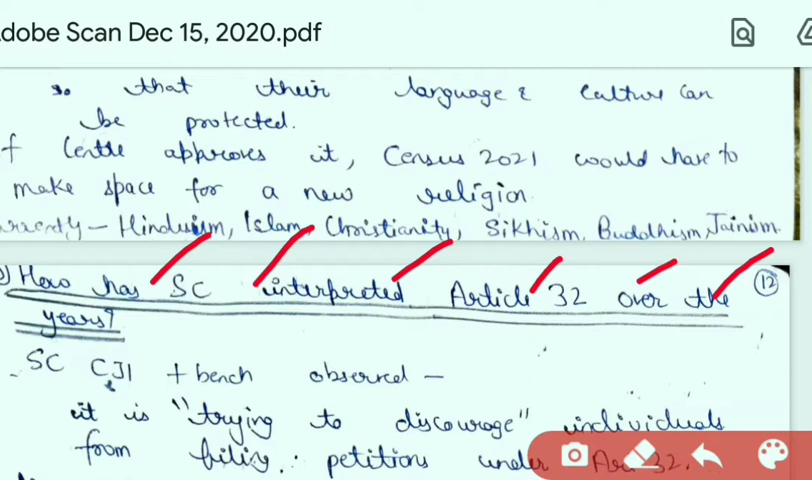 dobe Scan Dec 15, 2020.pdf
so that their language & culture can
be protected.
f Centre approves it, Census 2021 would have to
make space for a new religion
urrently - Hinduism, Islam, Christianity, Sikhism, Buddhism, Jainism.
) How has SC interpreted Article 32 over the 12
years?
SC CJI + bench observed -
it is "trying to discourage" individuals
from filing petitions under Art 32.